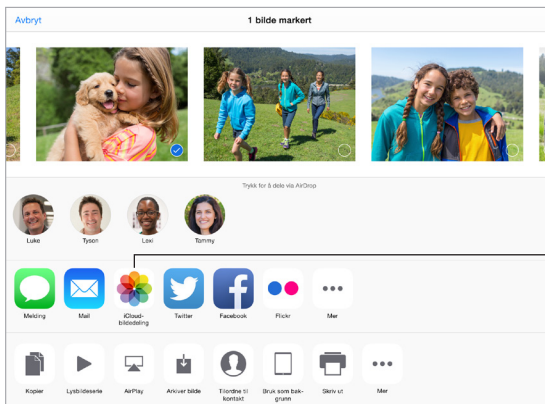 Avbryt
1 bilde markert
Trykk for å dele via AirDrop
Luke
Tyson
Lexi
Tammy
Melding
Mail
iCloud-
bildedeling
Twitter
Facebook
Flickr
Mer
Kopier
Lysbildeserie
AirPlay
Arkiver bilde
Tilordne til
kontakt
Bruk som bak-
grunn
Skriv ut
Mer